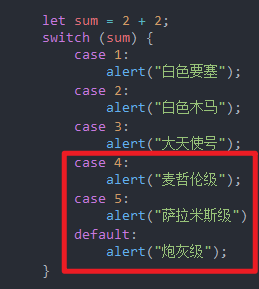 let sum = 2 + 2;
switch (sum) {
case 1:
alert("白色要塞");
case 2:
alert("白色木马");
case 3:
alert("大天使号");
case 4:
alert("麦哲伦级");
case 5:
alert("萨拉米斯级")
default:
alert("炮灰级");
}